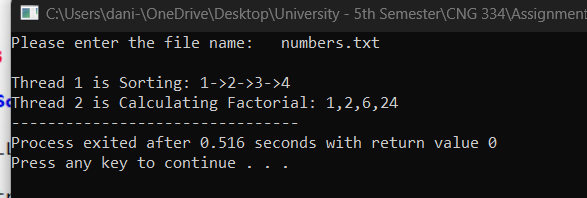 C:\Users\dani-\OneDrive\Desktop\University - 5th Semester\CNG 334\Assignment
Please enter the file name:   numbers.txt
Thread 1 is Sorting: 1->2->3->4
Thread 2 is Calculating Factorial: 1,2,6,24
--------------------------------
Process exited after 0.516 seconds with return value 0
Press any key to continue . . .